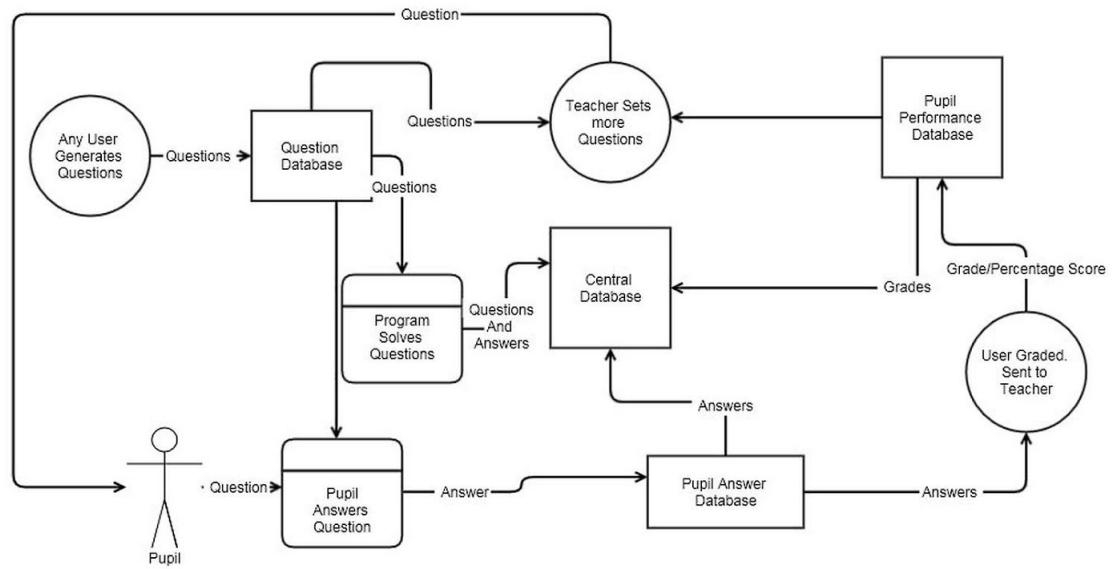 Question
Any User
Generates
Questions
Questions
Question
Database
Questions
Questions
Teacher Sets
more
Questions
Pupil
Performance
Database
Program
Solves
Questions
Questions
And
Answers
Central
Database
Grades
Grade/Percentage Score
User Graded.
Sent to
Teacher
Answers
Pupil
Question
Pupil
Answers
Question
Answer
Pupil Answer
Database
Answers